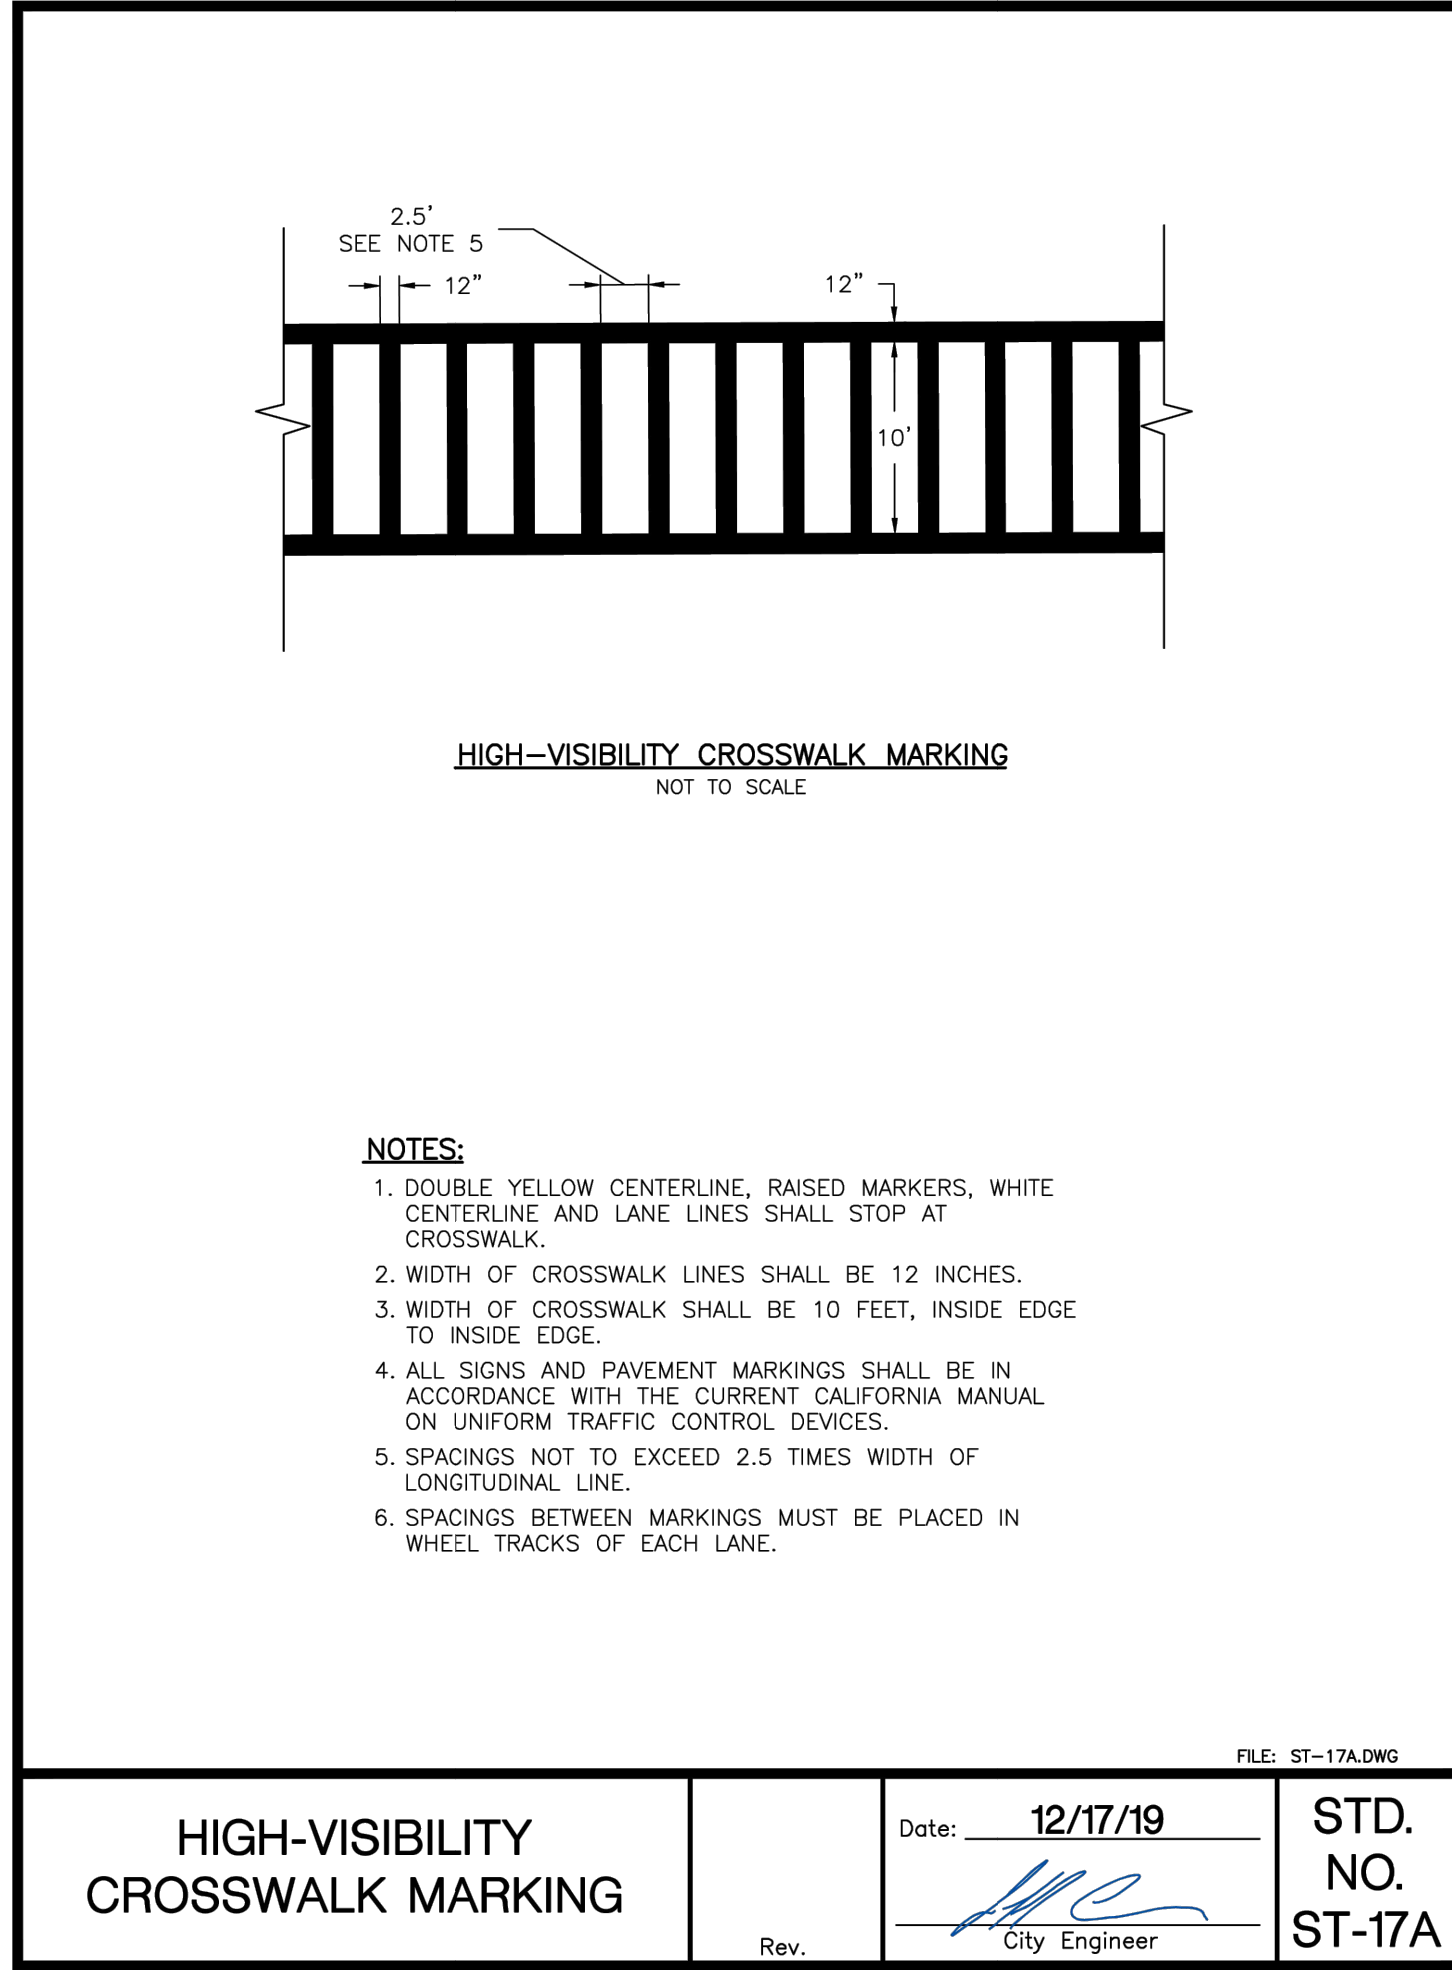 2.5'
SEE NOTE 5
12"
12"
10'
HIGH–VISIBILITY CROSSWALK MARKING
NOT TO SCALE
NOTES:
1. DOUBLE YELLOW CENTERLINE, RAISED MARKERS, WHITE
CENTERLINE AND LANE LINES SHALL STOP AT
CROSSWALK.
2. WIDTH OF CROSSWALK LINES SHALL BE 12 INCHES.
3. WIDTH OF CROSSWALK SHALL BE 10 FEET, INSIDE EDGE
TO INSIDE EDGE.
4. ALL SIGNS AND PAVEMENT MARKINGS SHALL BE IN
ACCORDANCE WITH THE CURRENT CALIFORNIA MANUAL
ON UNIFORM TRAFFIC CONTROL DEVICES.
5. SPACINGS NOT TO EXCEED 2.5 TIMES WIDTH OF
LONGITUDINAL LINE.
6. SPACINGS BETWEEN MARKINGS MUST BE PLACED IN
WHEEL TRACKS OF EACH LANE.
FILE: ST–17A.DWG
HIGH-VISIBILITY
CROSSWALK MARKING
Rev.
Date: 12/17/19
City Engineer
STD.
NO.
ST-17A